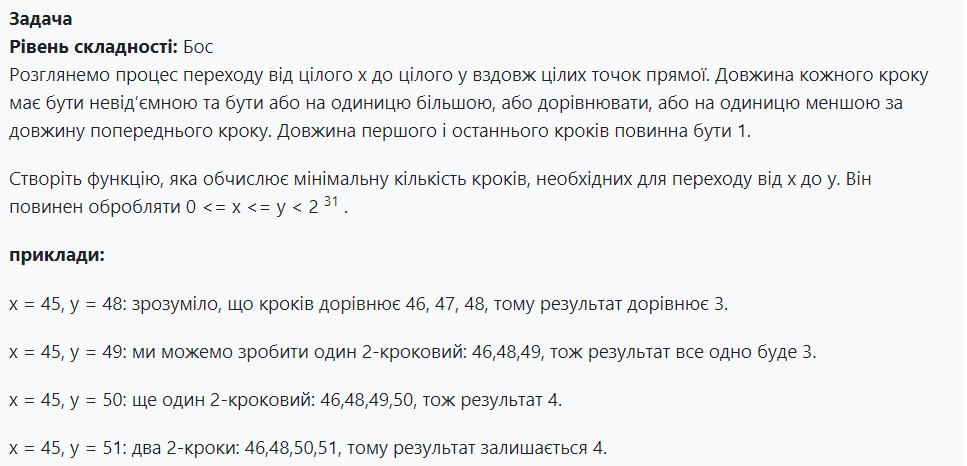 Задача
Рівень складності: Бос
Розглянемо процес переходу від цілого x до цілого y вздовж цілих точок прямої. Довжина кожного кроку
має бути невід’ємною та бути або на одиницю більшою, або дорівнювати, або на одиницю меншою за
довжину попереднього кроку. Довжина першого і останнього кроків повинна бути 1.
Створіть функцію, яка обчислює мінімальну кількість кроків, необхідних для переходу від x до y. Він
повинен обробляти 0 <= x <= y < 2 ³¹ .
приклади:
x = 45, y = 48: зрозуміло, що кроків дорівнює 46, 47, 48, тому результат дорівнює 3.
x = 45, y = 49: ми можемо зробити один 2-кроковий: 46,48,49, тож результат все одно буде 3.
x = 45, y = 50: ще один 2-кроковий: 46,48,49,50, тож результат 4.
x = 45, y = 51: два 2-кроки: 46,48,50,51, тому результат залишається 4.